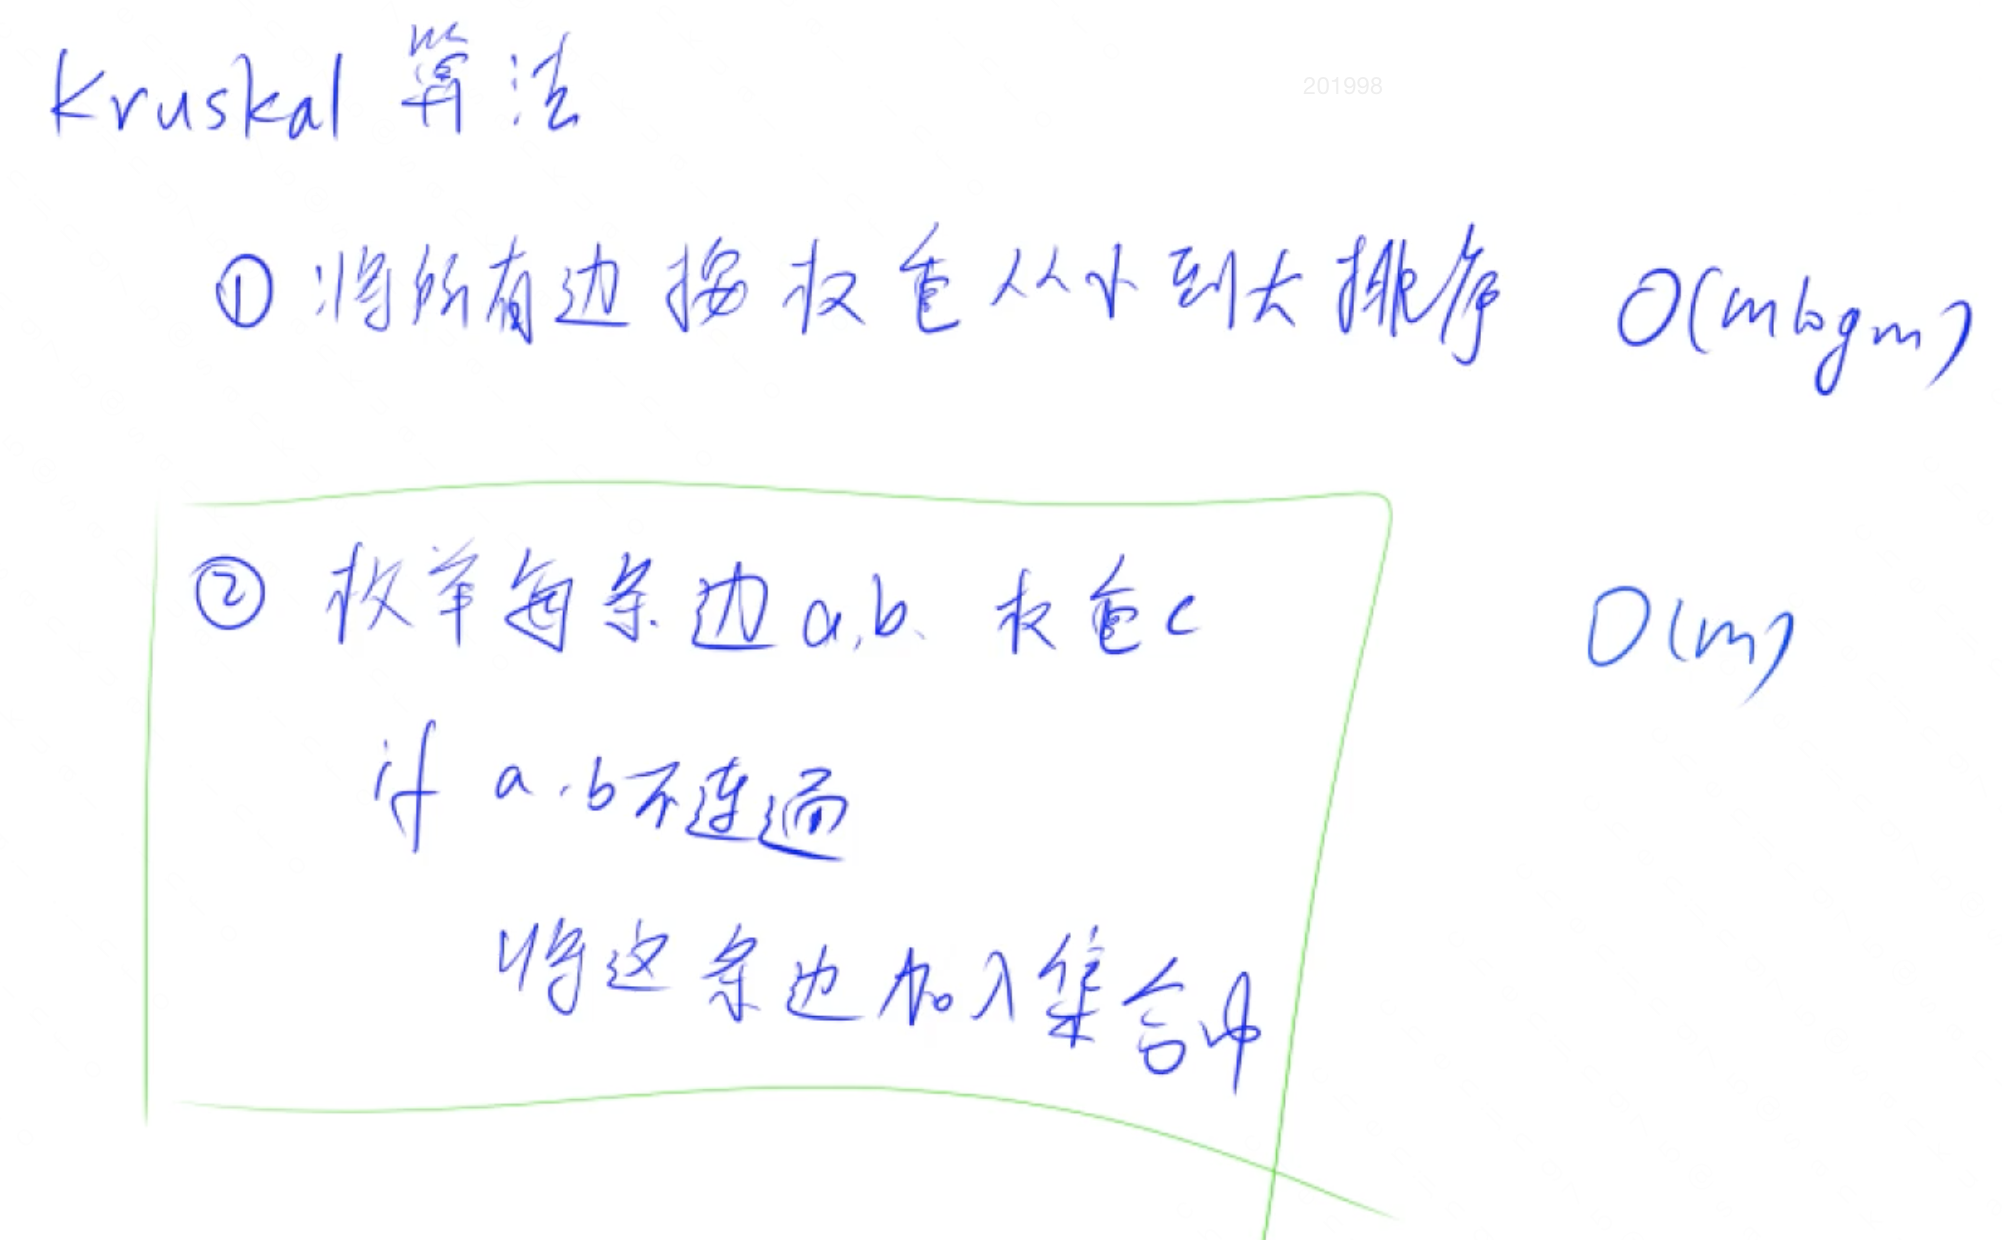 Kruskal 算法
201998
① 将所有边按权重从小到大排序 O(mlogm)
② 枚举每条边a,b、权重c O(m)
if a,b不连通
将这条边加入集合中